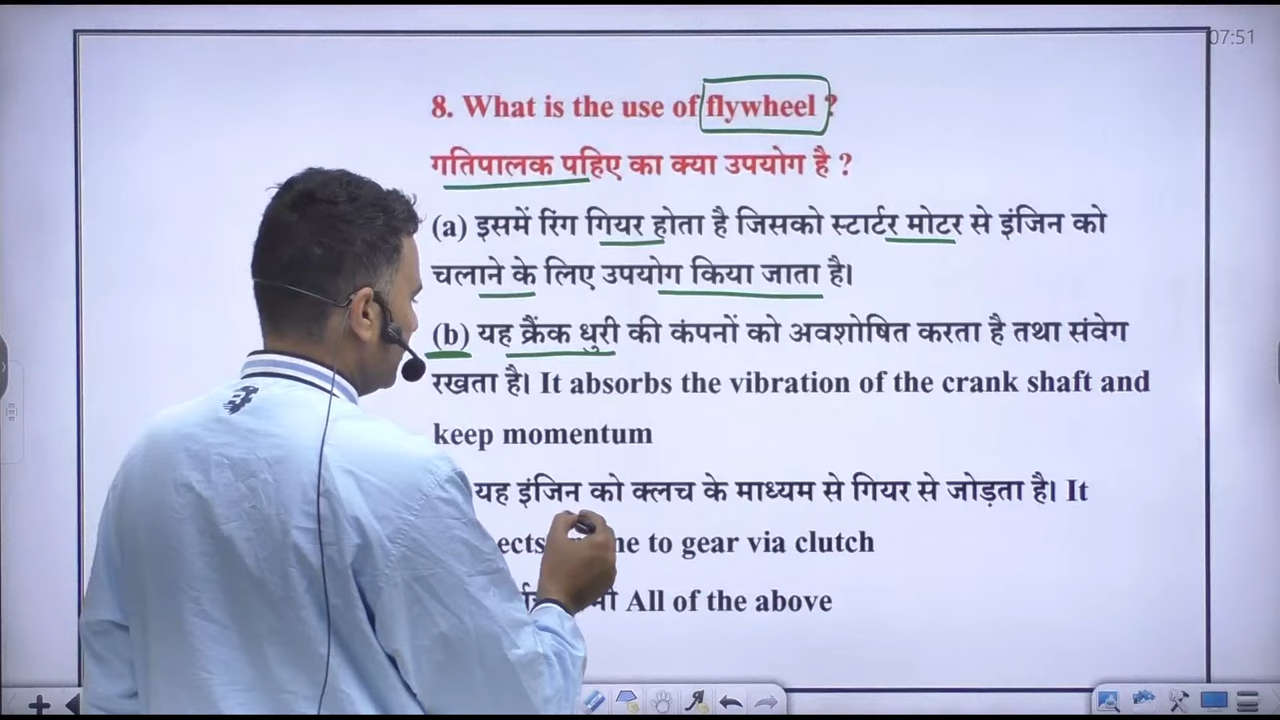 07:51
8. What is the use of flywheel ?
गतिपालक पहिए का क्या उपयोग है ?
(a) इसमें रिंग गियर होता है जिसको स्टार्टर मोटर से इंजिन को
चलाने के लिए उपयोग किया जाता है।
(b) यह क्रैंक धुरी की कंपनों को अवशोषित करता है तथा संवेग
रखता है। It absorbs the vibration of the crank shaft and
keep momentum
यह इंजिन को क्लच के माध्यम से गियर से जोड़ता है। It
to gear via clutch
All of the above